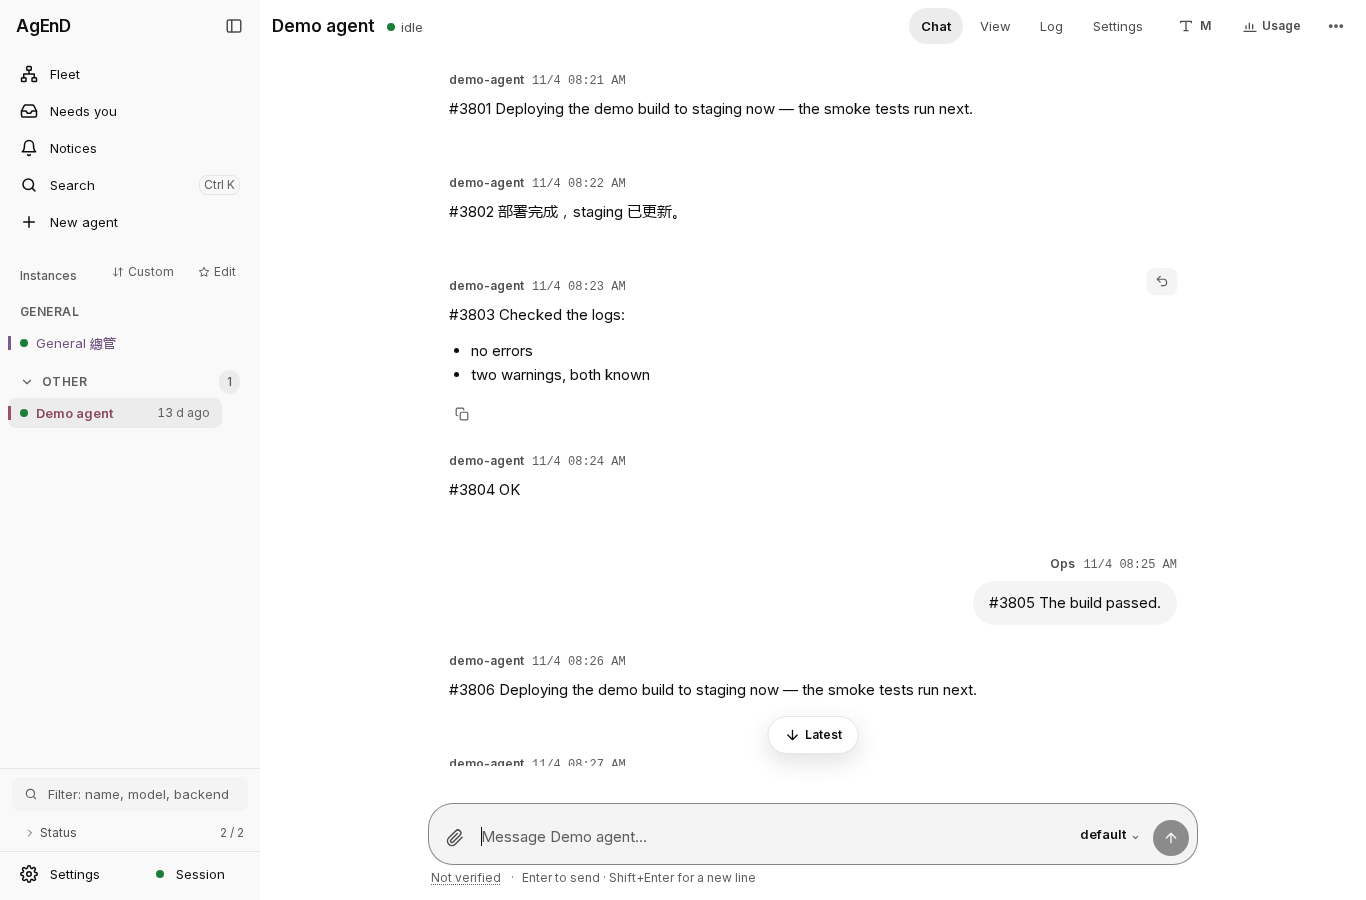 AgEnD
Fleet
Needs you
Notices
Search Ctrl K
New agent
Instances Custom Edit
GENERAL
General 總管
OTHER 1
Demo agent 13 d ago
Filter: name, model, backend
Status 2 / 2
Settings Session
Demo agent idle
Chat View Log Settings M Usage
demo-agent 11/4 08:21 AM
#3801 Deploying the demo build to staging now — the smoke tests run next.
demo-agent 11/4 08:22 AM
#3802 部署完成，staging 已更新。
demo-agent 11/4 08:23 AM
#3803 Checked the logs:
• no errors
• two warnings, both known
demo-agent 11/4 08:24 AM
#3804 OK
Ops 11/4 08:25 AM
#3805 The build passed.
demo-agent 11/4 08:26 AM
#3806 Deploying the demo build to staging now — the smoke tests run next.
Latest
demo-agent 11/4 08:27 AM
Message Demo agent...
default
Not verified · Enter to send · Shift+Enter for a new line